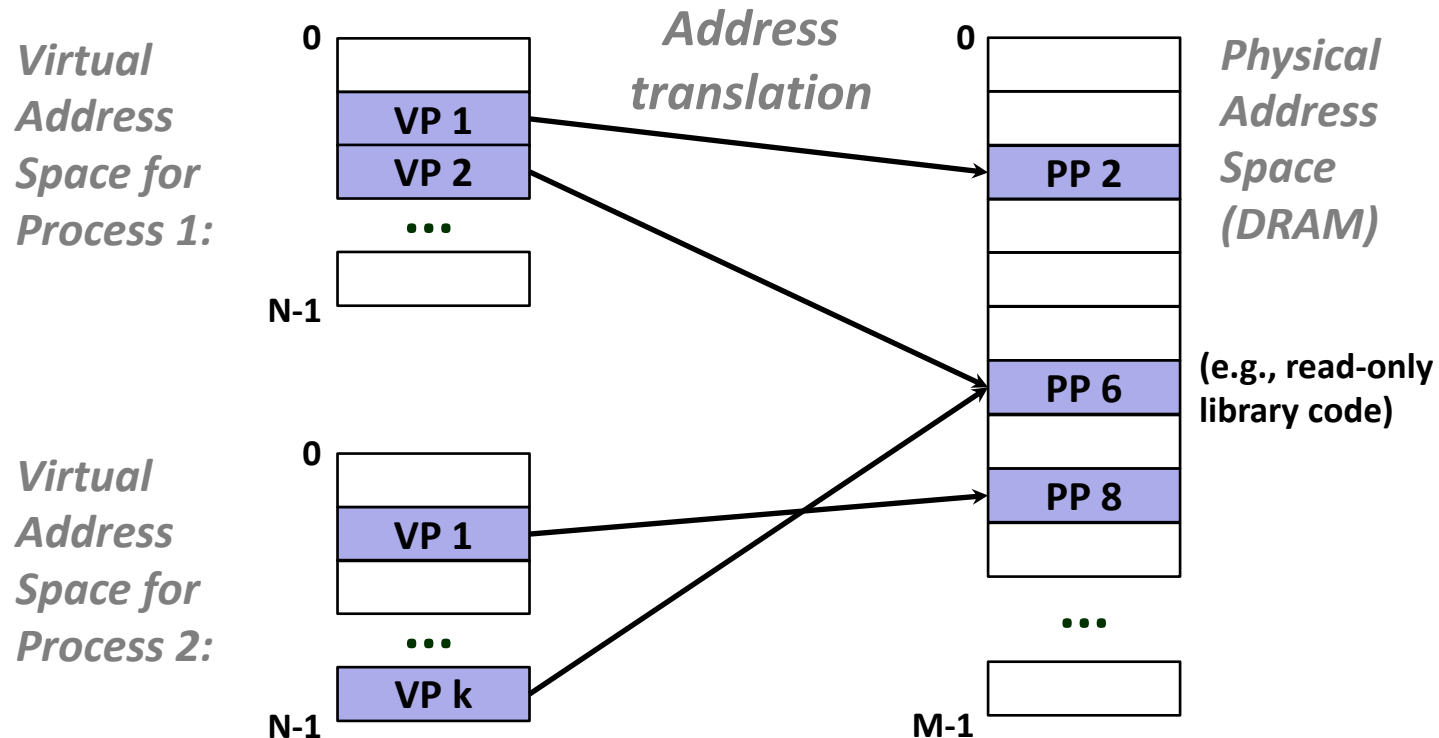 Virtual
Address
Space for
Process 1:
0
VP 1
VP 2
...
N-1
Address
translation
0
PP 2
PP 6
PP 8
...
M-1
Physical
Address
Space
(DRAM)
(e.g., read-only
library code)
Virtual
Address
Space for
Process 2:
0
VP 1
...
VP k
N-1